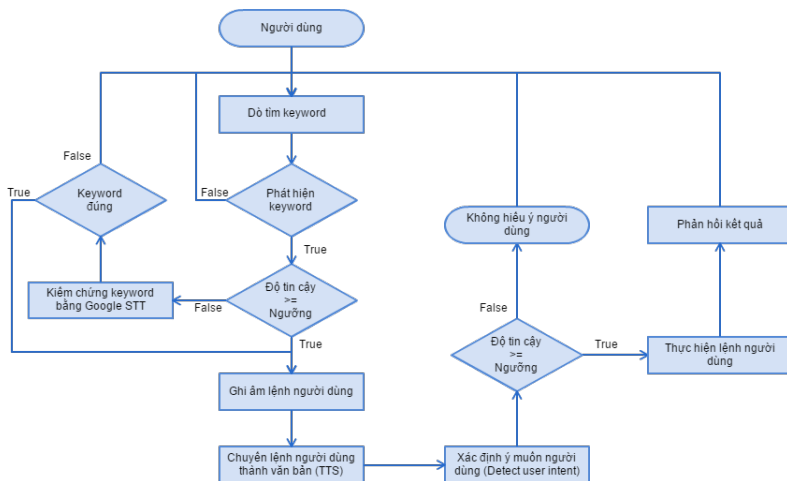 Người dùng
Dò tìm keyword
False
True
Keyword
đúng
False
Phát hiện
keyword
True
Không hiểu ý người
dùng
Phản hồi kết quả
Kiểm chứng keyword
bằng Google STT
False
Độ tin cậy
>=
Ngưỡng
True
False
Độ tin cậy
>=
Ngưỡng
True
Thực hiện lệnh người
dùng
Ghi âm lệnh người dùng
Chuyển lệnh người dùng
thành văn bản (TTS)
Xác định ý muốn người
dùng (Detect user intent)